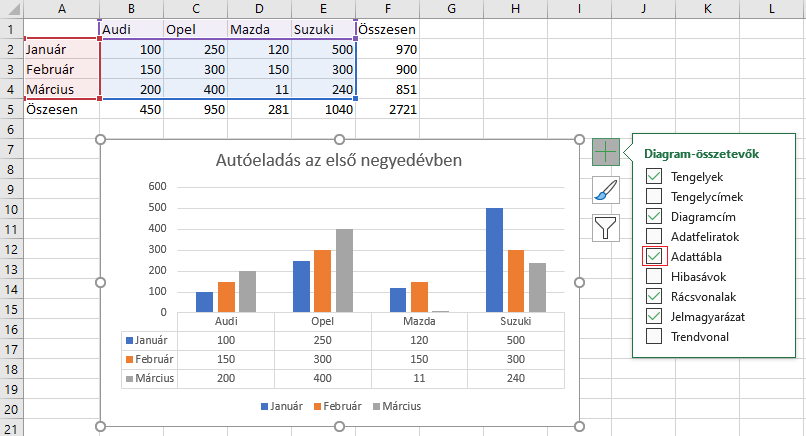 A B C D E F G H I J K L
1 Audi Opel Mazda Suzuki Összesen
2 Január 100 250 120 500 970
3 Február 150 300 150 300 900
4 Március 200 400 11 240 851
5 Öszesen 450 950 281 1040 2721
6
7
8
9
10
11
12
13
14
15
16
17
18
19
20
21
Autóeladás az első negyedévben
600
500
400
300
200
100
0
Audi Opel Mazda Suzuki
Január 100 250 120 500
Február 150 300 150 300
Március 200 400 11 240
Január Február Március
Diagram-összetevők
Tengelyek
Tengelycímek
Diagramcím
Adatfeliratok
Adattábla
Hibasávok
Rácsvonalak
Jelmagyarázat
Trendvonal